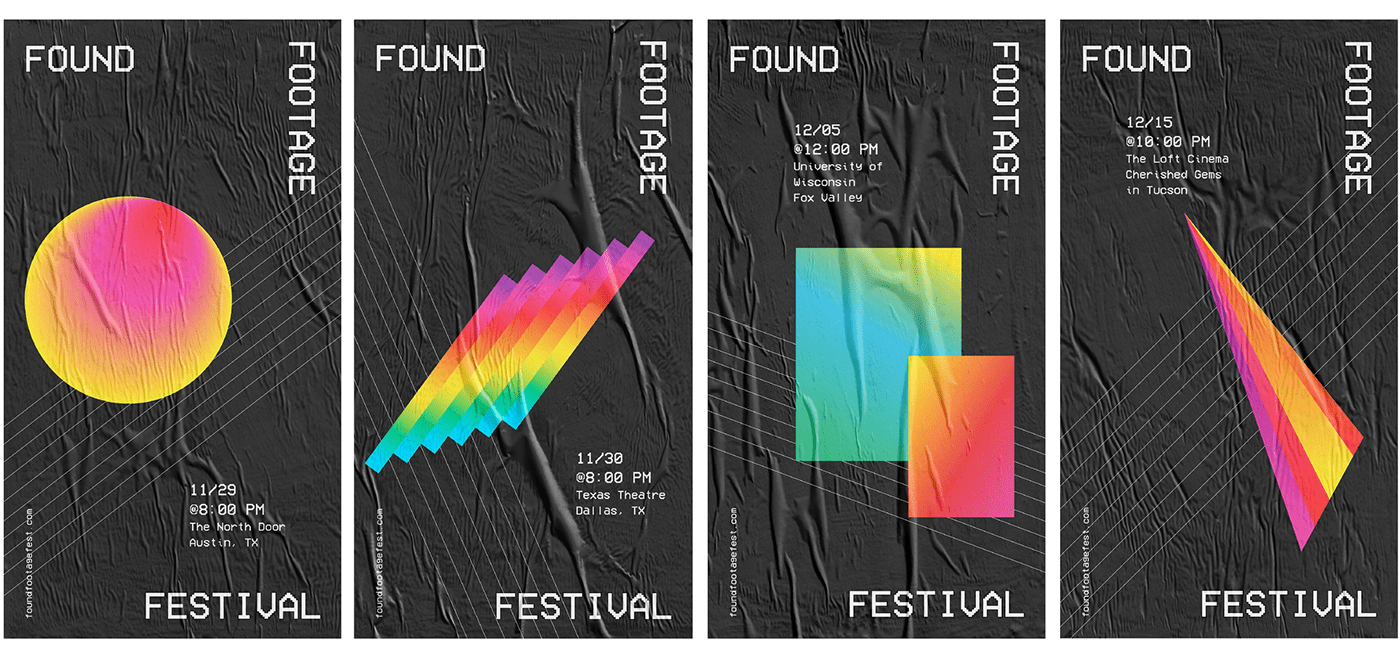 FOUND
FOOTAGE
11/29
@8:00 PM
The North Door
Austin, TX
foundfootagefest.com
FESTIVAL
FOUND
FOOTAGE
11/30
@8:00 PM
Texas Theatre
Dallas, TX
foundfootagefest.com
FESTIVAL
FOUND
FOOTAGE
12/05
@12:00 PM
University of
Wisconsin
Fox Valley
foundfootagefest.com
FESTIVAL
FOUND
FOOTAGE
12/15
@10:00 PM
The Loft Cinema
Cherished Gems
in Tucson
foundfootagefest.com
FESTIVAL